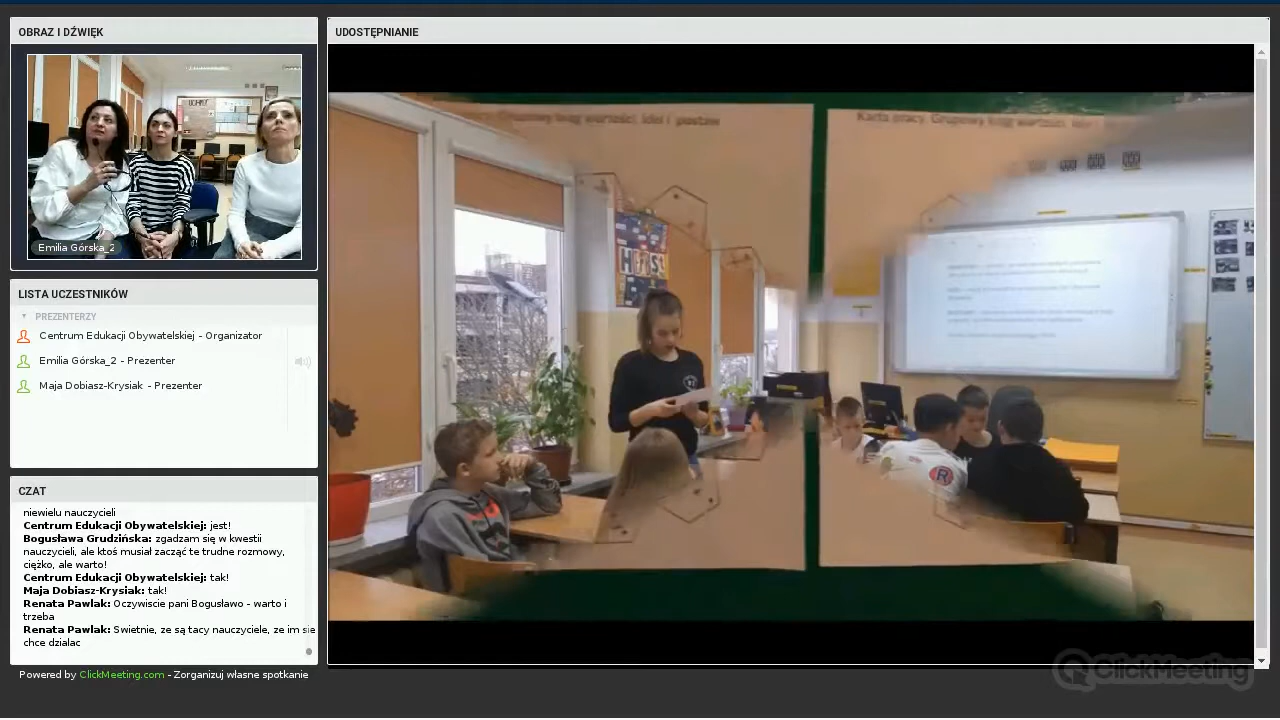 OBRAZ I DŹWIĘK
Emilia Górska_2
LISTA UCZESTNIKÓW
PREZENTERZY
Centrum Edukacji Obywatelskiej - Organizator
Emilia Górska_2 - Prezenter
Maja Dobiasz-Krysiak - Prezenter
CZAT
niewielu nauczycieli
Centrum Edukacji Obywatelskiej: jest!
Bogusława Grudzińska: zgadzam się w kwestii
nauczycieli, ale ktoś musiał zacząć te trudne rozmowy,
ciężko, ale warto!
Centrum Edukacji Obywatelskiej: tak!
Maja Dobiasz-Krysiak: tak!
Renata Pawlak: Oczywiscie pani Bogusławo - warto i
trzeba
Renata Pawlak: Swietnie, ze są tacy nauczyciele, ze im sie
chce dzialac
Powered by ClickMeeting.com - Zorganizuj własne spotkanie
UDOSTĘPNIANIE
krąg wartości, idei i postaw
Karta pracy. Grupowy krąg wartości
R
ClickMeeting